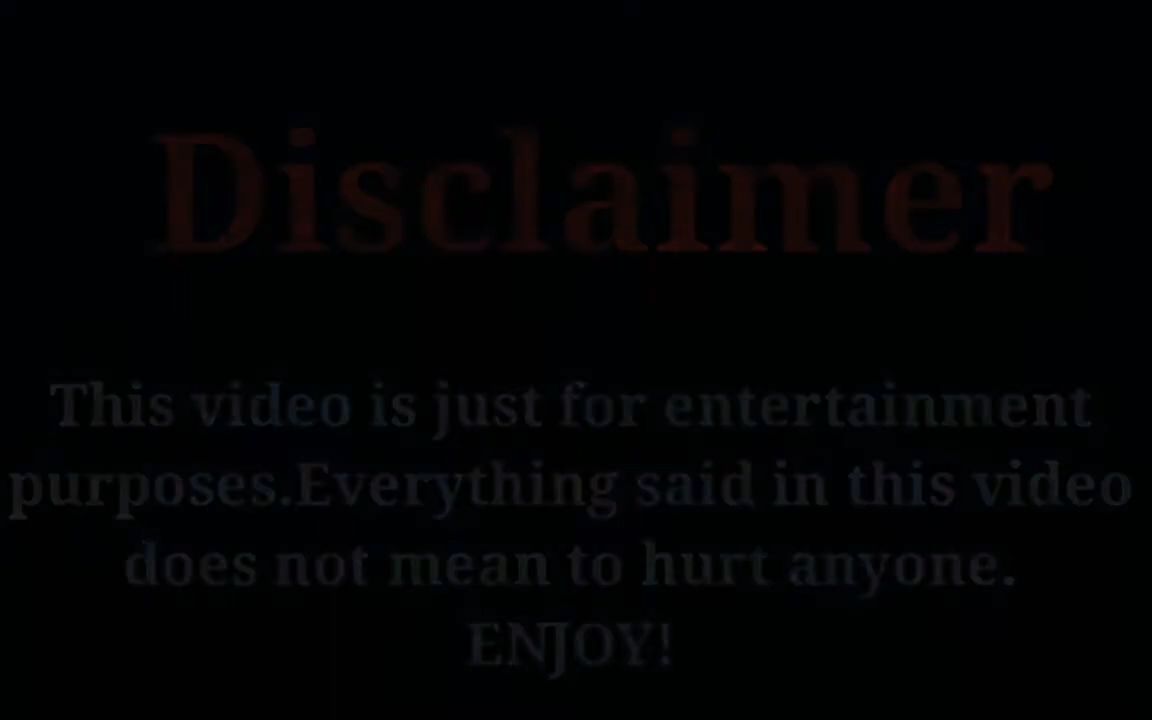 Disclaimer
This video is just for entertainment
purposes.Everything said in this video
does not mean to hurt anyone.
ENJOY!